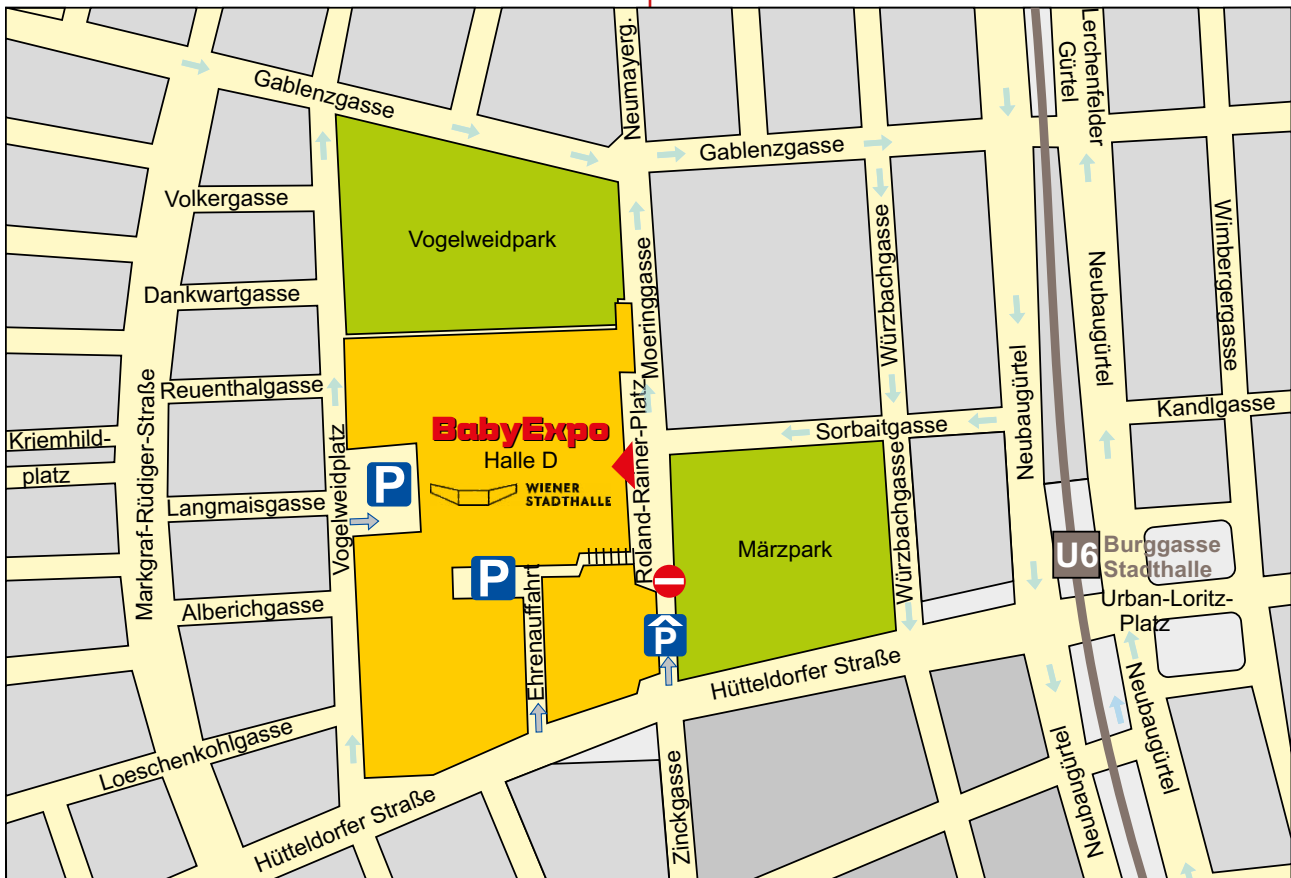 Neumayerg.
Lerchenfelder
Gürtel
Gablenzgasse
Gablenzgasse
Volkergasse
Vogelweidpark
Moeringgasse
Würzbachgasse
Wimbergergasse
Neubaugürtel
Dankwartgasse
Markgraf-Rüdiger-Straße
Reuenthalgasse
Neubaugürtel
Kandlgasse
Kriemhild-
platz
BabyExpo
Halle D
WIENER
STADTHALLE
Roland-Rainer-Platz
Sorbaitgasse
P
Vogelweidplatz
Langmaisgasse
Märzpark
Würzbachgasse
U6
Burggasse
Stadthalle
Urban-Loritz-
Platz
P
Alberichgasse
Ehrenauffahrt
P
Hütteldorfer Straße
Neubaugürtel
Neubaugürtel
Loeschenkohlgasse
Zinckgasse
Hütteldorfer Straße